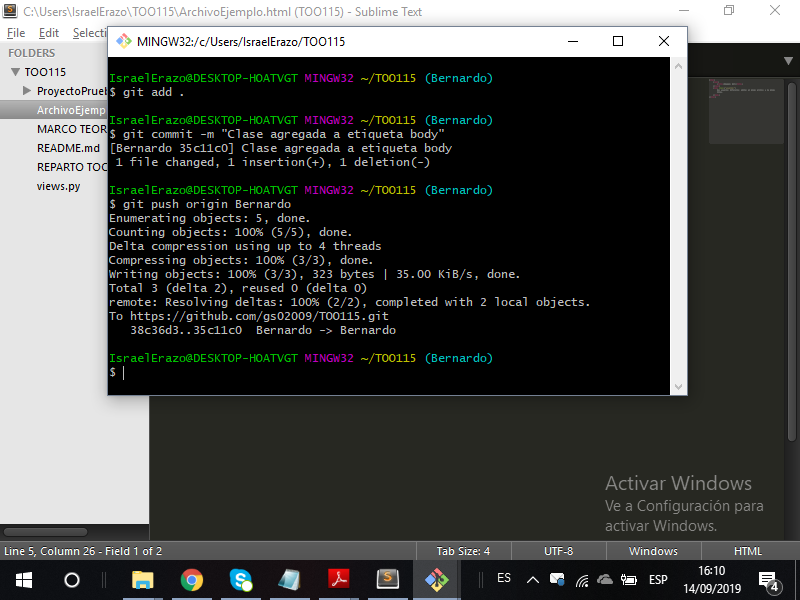 C:\Users\IsraelErazo\TOO115\ArchivoEjemplo.html (TOO115) - Sublime Text
File Edit Selecti
FOLDERS
TOO115
ProyectoPrueb
ArchivoEjemp
MARCO TEOR
README.md
REPARTO TOO
views.py
MINGW32:/c/Users/IsraelErazo/TOO115
IsraelErazo@DESKTOP-HOATVGT MINGW32 ~/TOO115 (Bernardo)
$ git add .
IsraelErazo@DESKTOP-HOATVGT MINGW32 ~/TOO115 (Bernardo)
$ git commit -m "Clase agregada a etiqueta body"
[Bernardo 35c11c0] Clase agregada a etiqueta body
1 file changed, 1 insertion(+), 1 deletion(-)
IsraelErazo@DESKTOP-HOATVGT MINGW32 ~/TOO115 (Bernardo)
$ git push origin Bernardo
Enumerating objects: 5, done.
Counting objects: 100% (5/5), done.
Delta compression using up to 4 threads
Compressing objects: 100% (3/3), done.
Writing objects: 100% (3/3), 323 bytes | 35.00 KiB/s, done.
Total 3 (delta 2), reused 0 (delta 0)
remote: Resolving deltas: 100% (2/2), completed with 2 local objects.
To https://github.com/gs02009/TOO115.git
38c36d3..35c11c0 Bernardo -> Bernardo
IsraelErazo@DESKTOP-HOATVGT MINGW32 ~/TOO115 (Bernardo)
$
Activar Windows
Ve a Configuración para
activar Windows.
Line 5, Column 26 - Field 1 of 2 Tab Size: 4 UTF-8 Windows HTML
ES ESP 16:10
14/09/2019 4